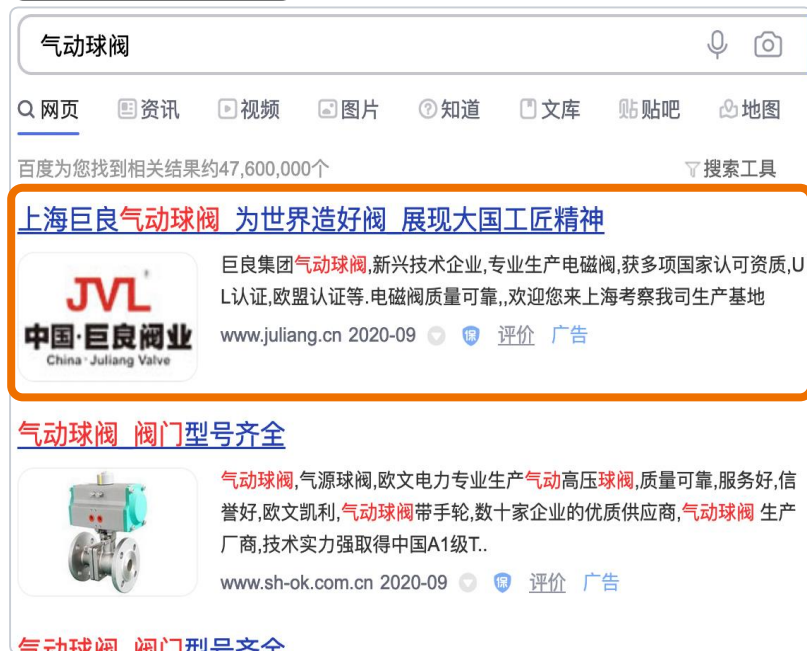 气动球阀
网页 资讯 视频 图片 知道 文库 贴吧 地图
百度为您找到相关结果约47,600,000个 搜索工具
上海巨良气动球阀 为世界造好阀 展现大国工匠精神
JVL
中国·巨良阀业
China·Juliang Valve
巨良集团气动球阀,新兴技术企业,专业生产电磁阀,获多项国家认可资质,U
L认证,欧盟认证等.电磁阀质量可靠,,欢迎您来上海考察我司生产基地
www.juliang.cn 2020-09 保 评价 广告
气动球阀 阀门型号齐全
气动球阀,气源球阀,欧文电力专业生产气动高压球阀,质量可靠,服务好,信
誉好,欧文凯利,气动球阀带手轮,数十家企业的优质供应商,气动球阀 生产
厂商,技术实力强取得中国A1级T..
www.sh-ok.com.cn 2020-09 保 评价 广告
气动球阀 阀门型号齐全